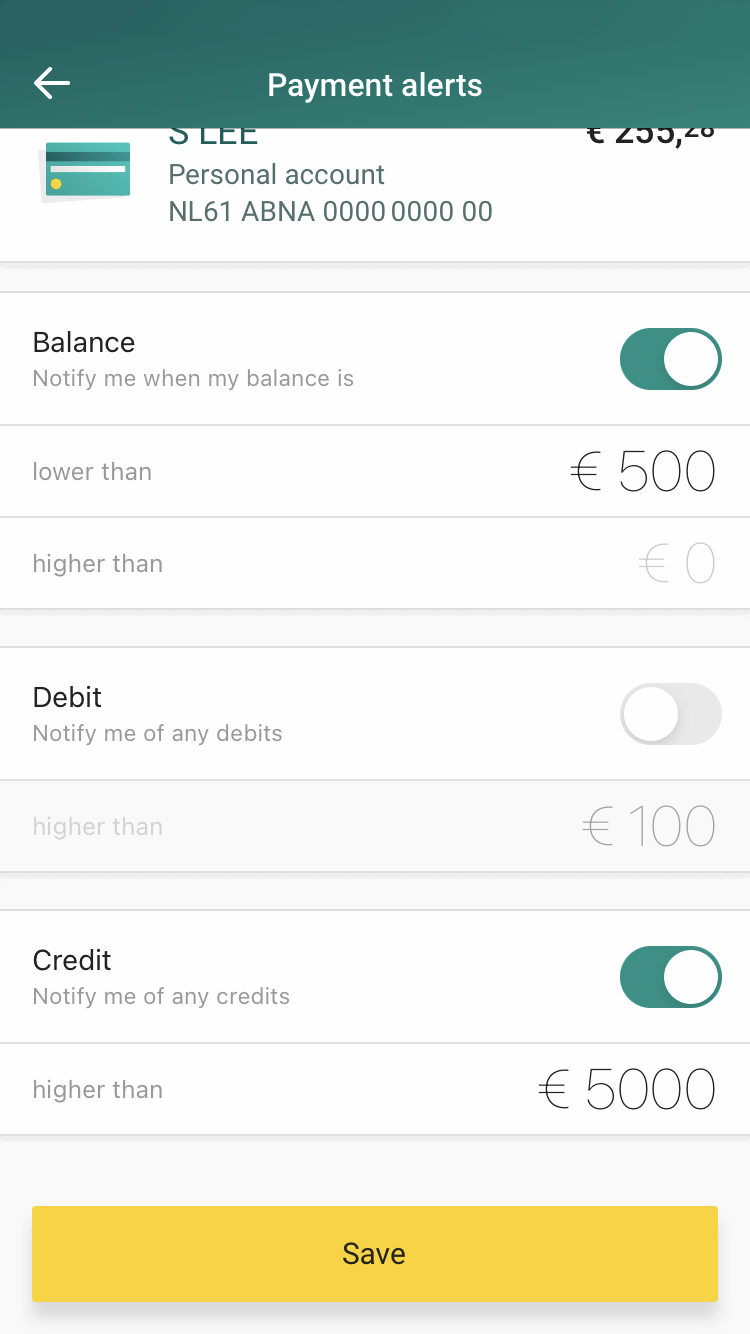 Payment alerts
S LEE
€ 255,28
Personal account
NL61 ABNA 0000 0000 00
Balance
Notify me when my balance is
lower than
€ 500
higher than
€ 0
Debit
Notify me of any debits
higher than
€ 100
Credit
Notify me of any credits
higher than
€ 5000
Save